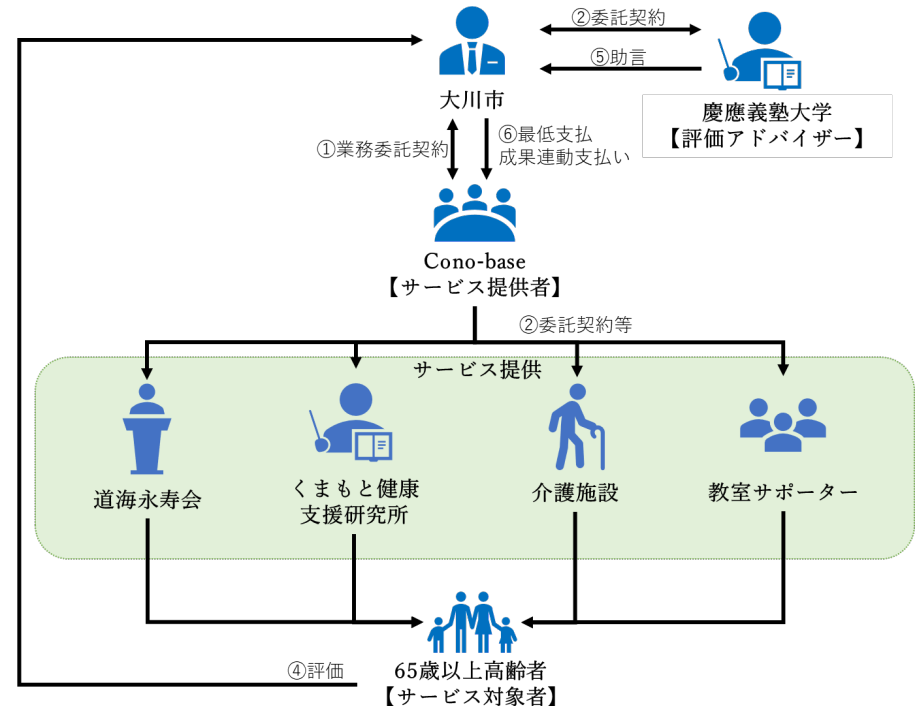 ②委託契約
⑤助言
大川市
慶應義塾大学
【評価アドバイザー】
①業務委託契約
⑥最低支払
成果連動支払い
Cono-base
【サービス提供者】
②委託契約等
サービス提供
道海永寿会
くまもと健康
支援研究所
介護施設
教室サポーター
④評価
65歳以上高齢者
【サービス対象者】